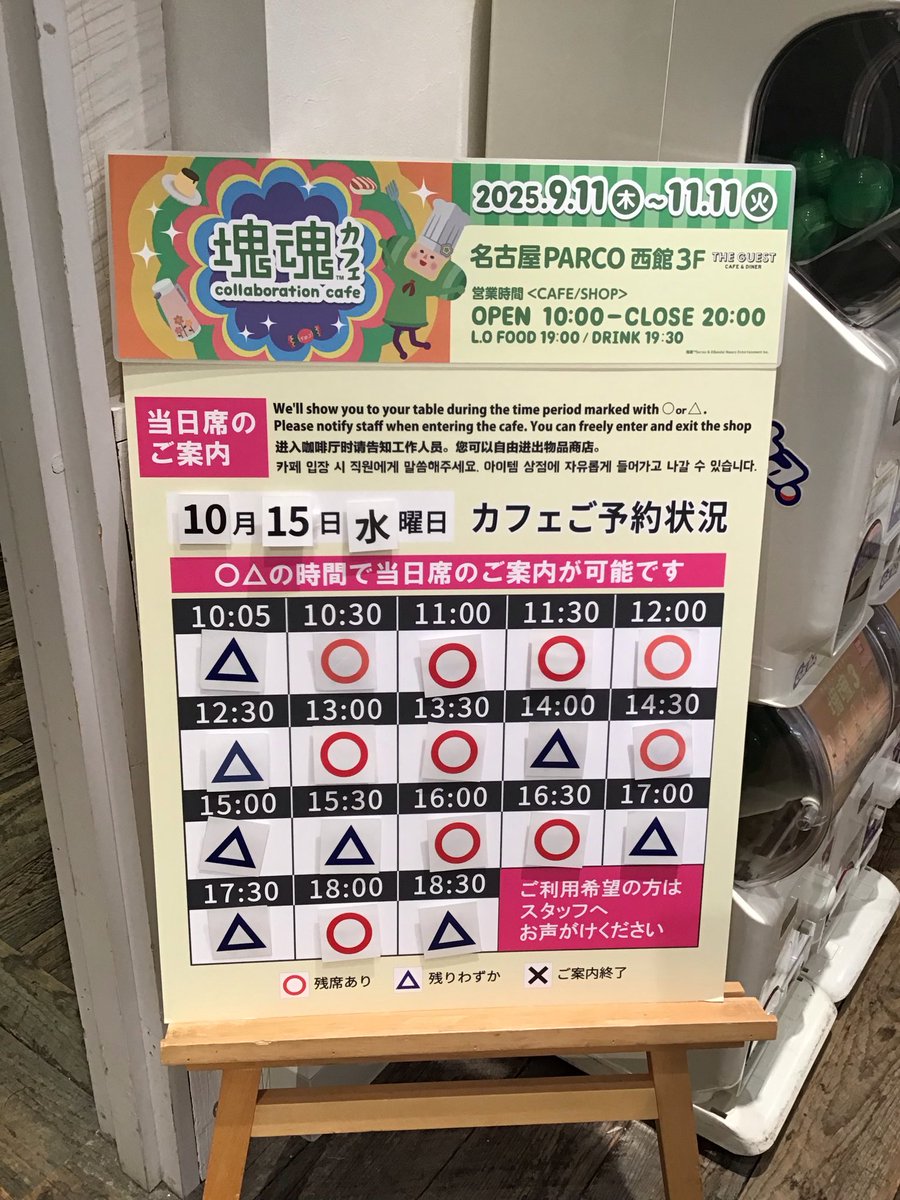 塊魂カフェ™
collaboration cafe
2025.9.11木~11.11火
名古屋PARCO 西館3F THE GUEST
CAFE & DINER
営業時間 <CAFE/SHOP>
OPEN 10:00－CLOSE 20:00
L.O FOOD 19:00 / DRINK 19:30
当日席の
ご案内
We'll show you to your table during the time period marked with ○or△.
Please notify staff when entering the cafe. You can freely enter and exit the shop
进入咖啡厅时请告知工作人员。您可以自由进出物品商店。
카페 입장 시 직원에게 말씀해주세요. 아이템 상점에 자유롭게 들어가고 나갈 수 있습니다.
10月15日水曜日 カフェご予約状況
○△の時間で当日席のご案内が可能です
10:05 10:30 11:00 11:30 12:00
△ ○ ○ ○ ○
12:30 13:00 13:30 14:00 14:30
△ ○ ○ △ ○
15:00 15:30 16:00 16:30 17:00
△ △ ○ ○ △
17:30 18:00 18:30
△ ○ △
ご利用希望の方は
スタッフへ
お声がけください
○ 残席あり △ 残りわずか × ご案内終了